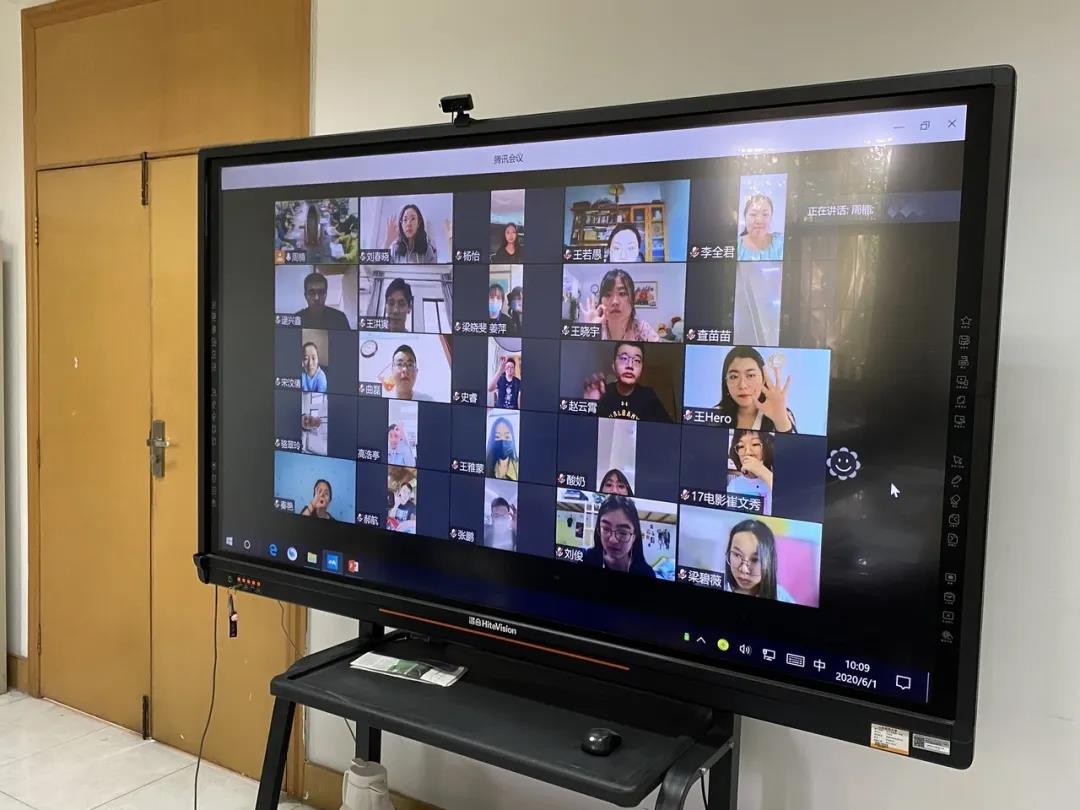 腾讯会议
正在讲话: 周楠;
周楠
刘春晓
杨怡
王若愚
李全君
逯兴鑫
王洪寅
梁晓斐 姜萍
王晓宇
查苗苗
宋汶倩
曲磊
史睿
赵云霄
王Hero
骆翠玲
高浩亭
王雅蒙
酸奶
17电影崔文秀
秦艳
郝航
张鹏
刘俊
梁碧薇
HiteVision
中
10:09
2020/6/1